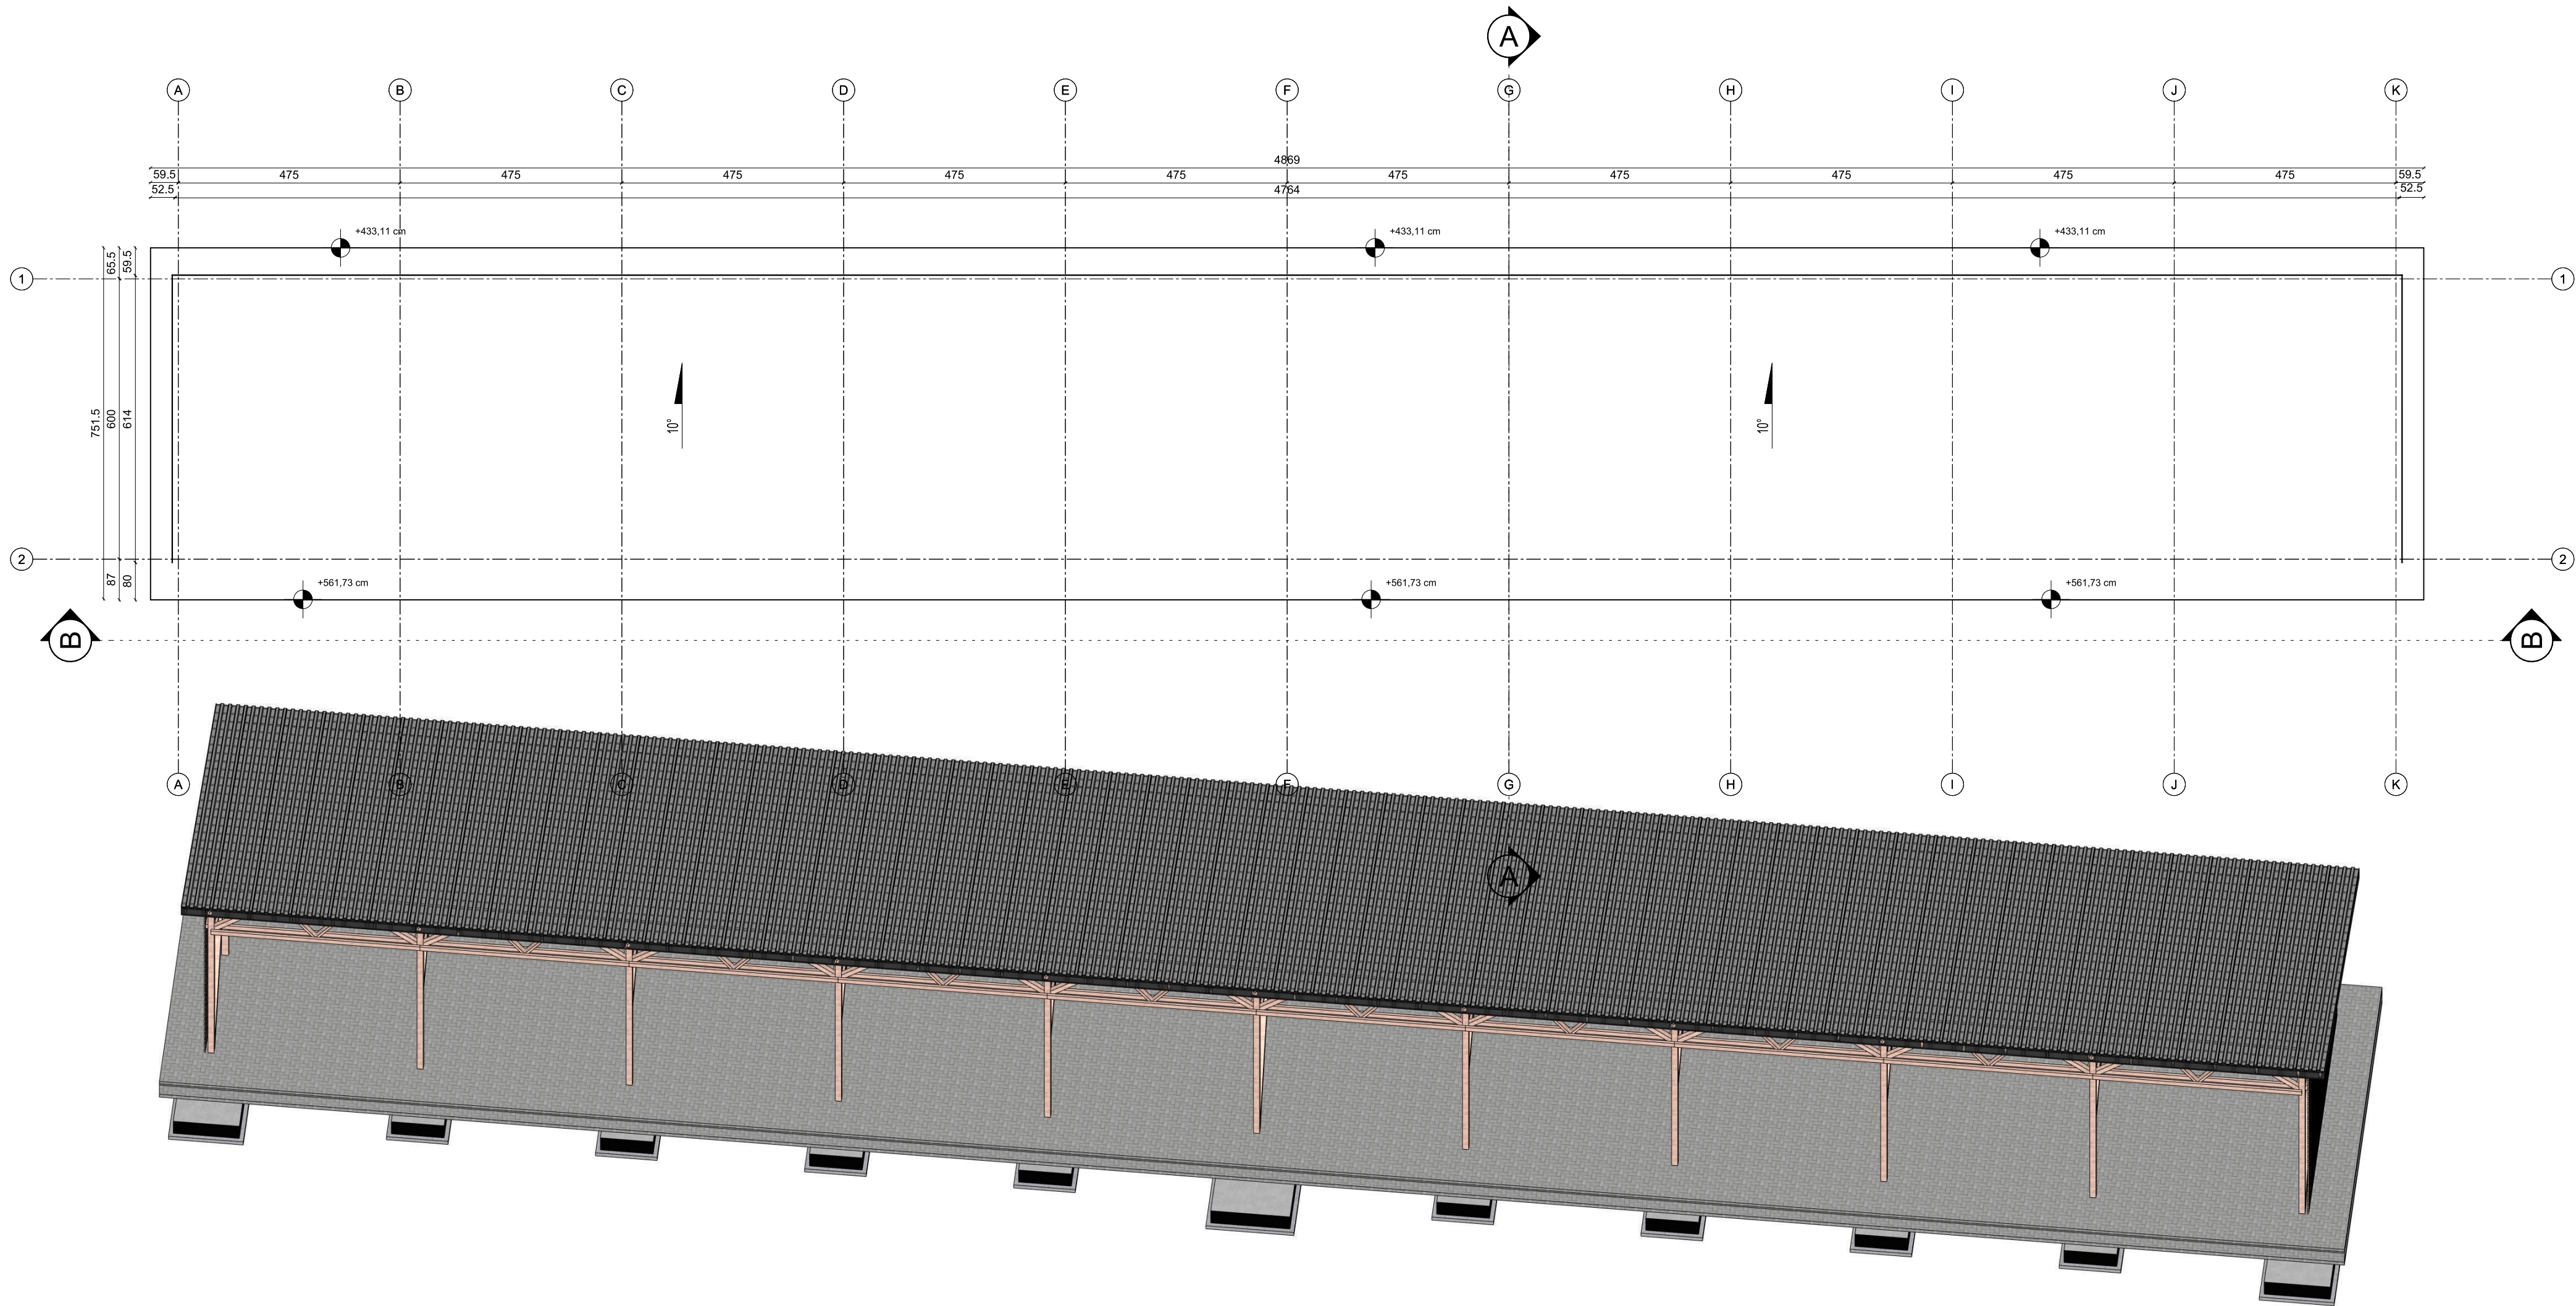 A
A B C D E F G H I J K
4869
59.5 475 475 475 475 475 475 475 475 475 475 59.5
52.5 4764 52.5
+433,11 cm +433,11 cm +433,11 cm
65.5 59.5
1 1
751.5 600 614
10° 10°
2 2
87 80
+561,73 cm +561,73 cm +561,73 cm
B B
A B C D E F G H I J K
A